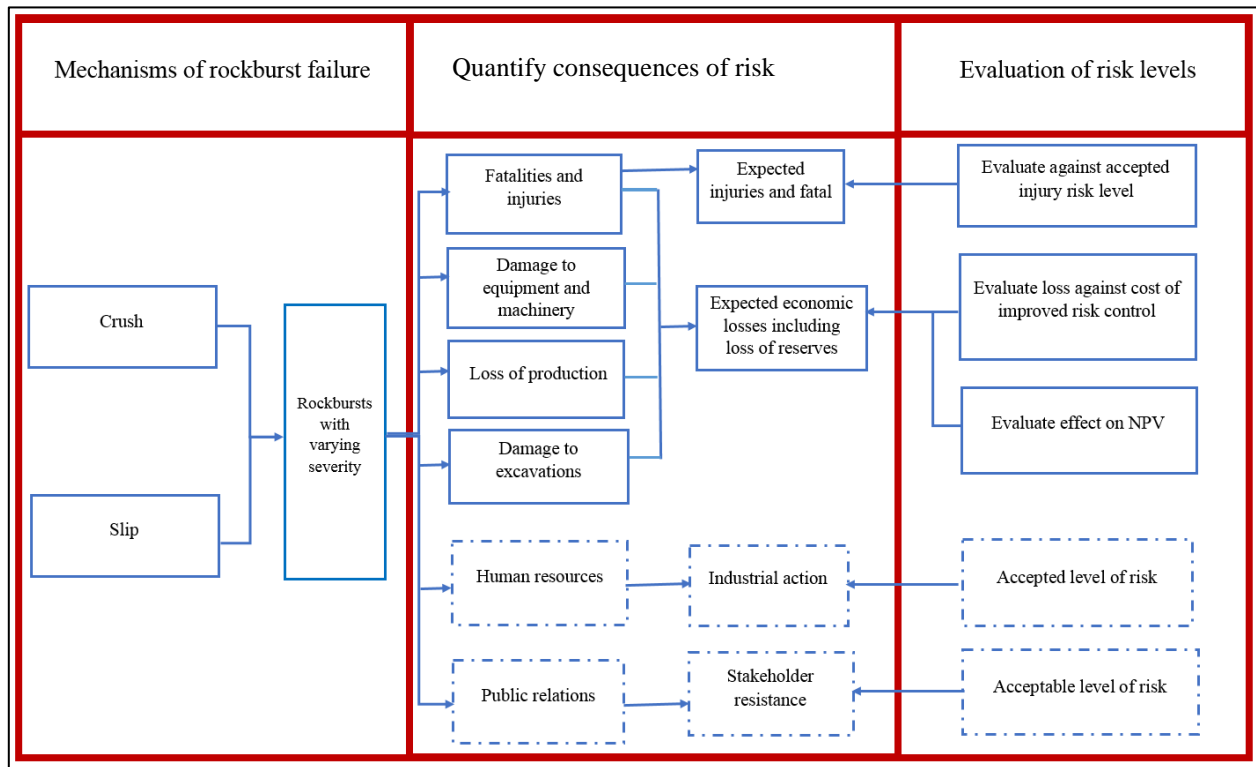 Mechanisms of rockburst failure
Quantify consequences of risk
Evaluation of risk levels
Crush
Slip
Rockbursts
with
varying
severity
Fatalities and
injuries
Damage to
equipment and
machinery
Loss of production
Damage to
excavations
Human resources
Public relations
Expected
injuries and fatal
Expected economic
losses including
loss of reserves
Industrial action
Stakeholder
resistance
Evaluate against accepted
injury risk level
Evaluate loss against cost of
improved risk control
Evaluate effect on NPV
Accepted level of risk
Acceptable level of risk